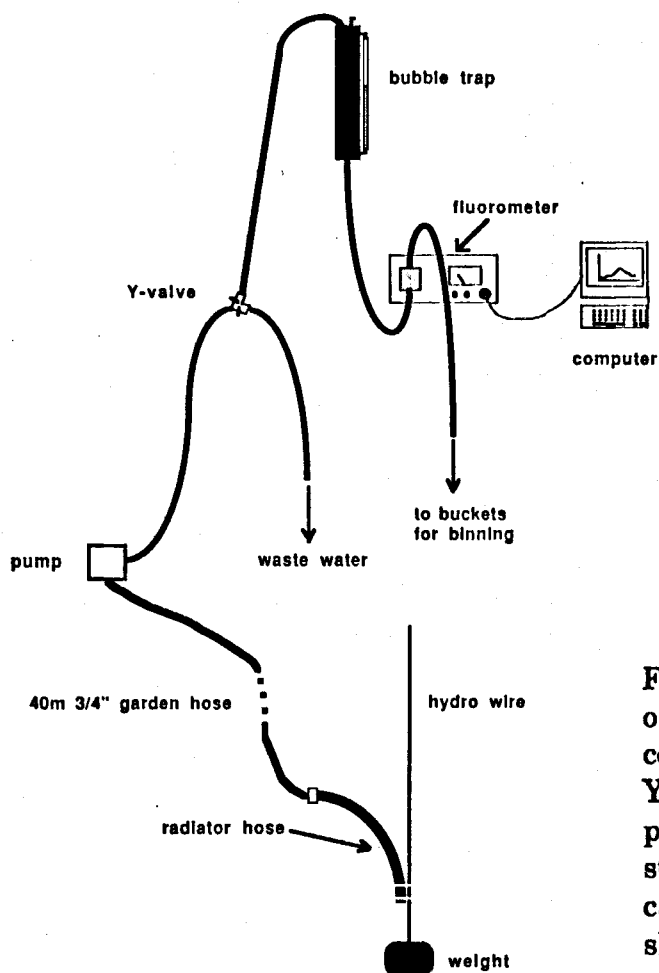 bubble trap
fluorometer
Y-valve
computer
to buckets
for binning
pump
waste water
40m 3/4" garden hose
hydro wire
radiator hose
weight
F
o
c
Y
p
s
c
s